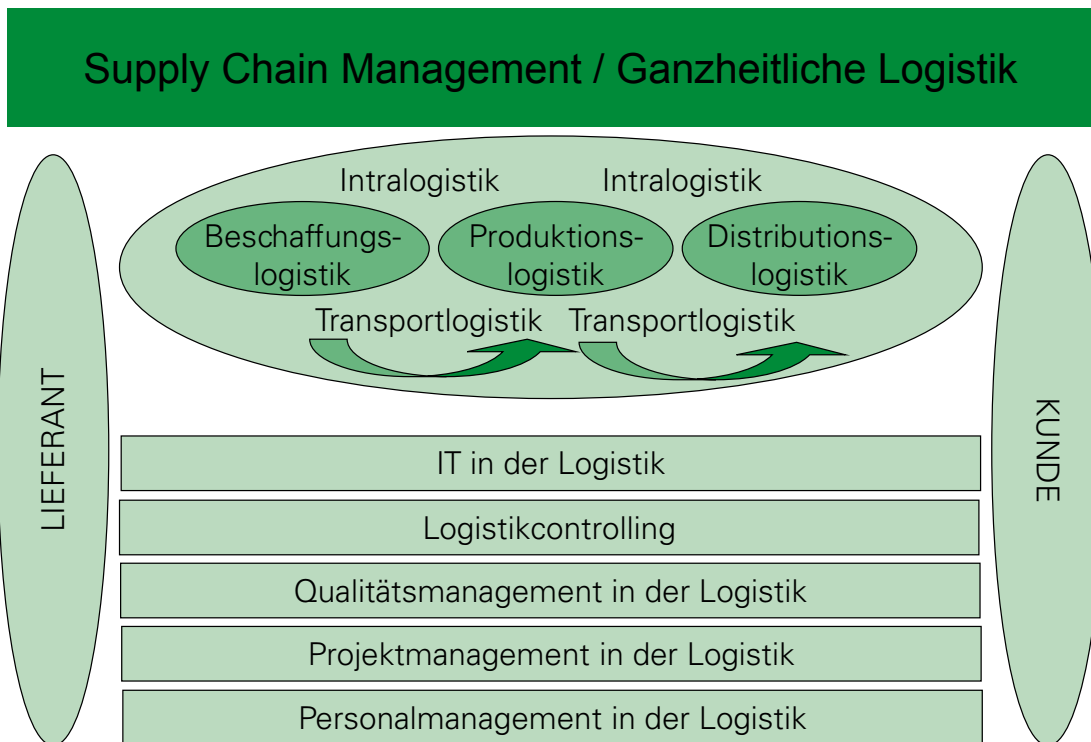 Supply Chain Management / Ganzheitliche Logistik
Intralogistik Intralogistik
Beschaffungs-
logistik
Produktions-
logistik
Distributions-
logistik
Transportlogistik Transportlogistik
LIEFERANT
KUNDE
IT in der Logistik
Logistikcontrolling
Qualitätsmanagement in der Logistik
Projektmanagement in der Logistik
Personalmanagement in der Logistik